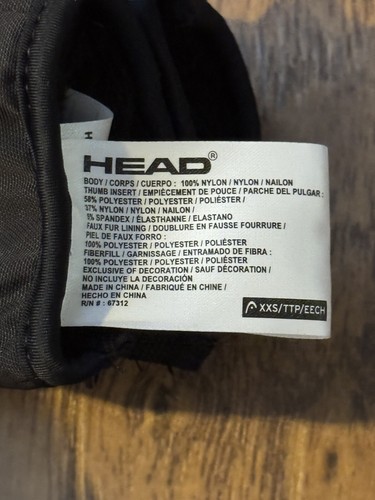 HEAD®
BODY / CORPS / CUERPO : 100% NYLON / NYLON / NAILON
THUMB INSERT / EMPIÈCEMENT DE POUCE / PARCHE DEL PULGAR :
58% POLYESTER / POLYESTER / POLIÉSTER /
37% NYLON / NYLON / NAILON /
5% SPANDEX / ÉLASTHANNE / ELASTANO
FAUX FUR LINING / DOUBLURE EN FAUSSE FOURRURE /
PIEL DE FAUX FORRO :
100% POLYESTER / POLYESTER / POLIÉSTER
FIBERFILL / GARNISSAGE / ENTRAMADO DE FIBRA :
100% POLYESTER / POLYESTER / POLIÉSTER
EXCLUSIVE OF DECORATION / SAUF DÉCORATION /
NO INCLUYE LA DECORACIÓN
MADE IN CHINA / FABRIQUÉ EN CHINE /
HECHO EN CHINA
R/N # : 67312
XXS/TTP/EECH